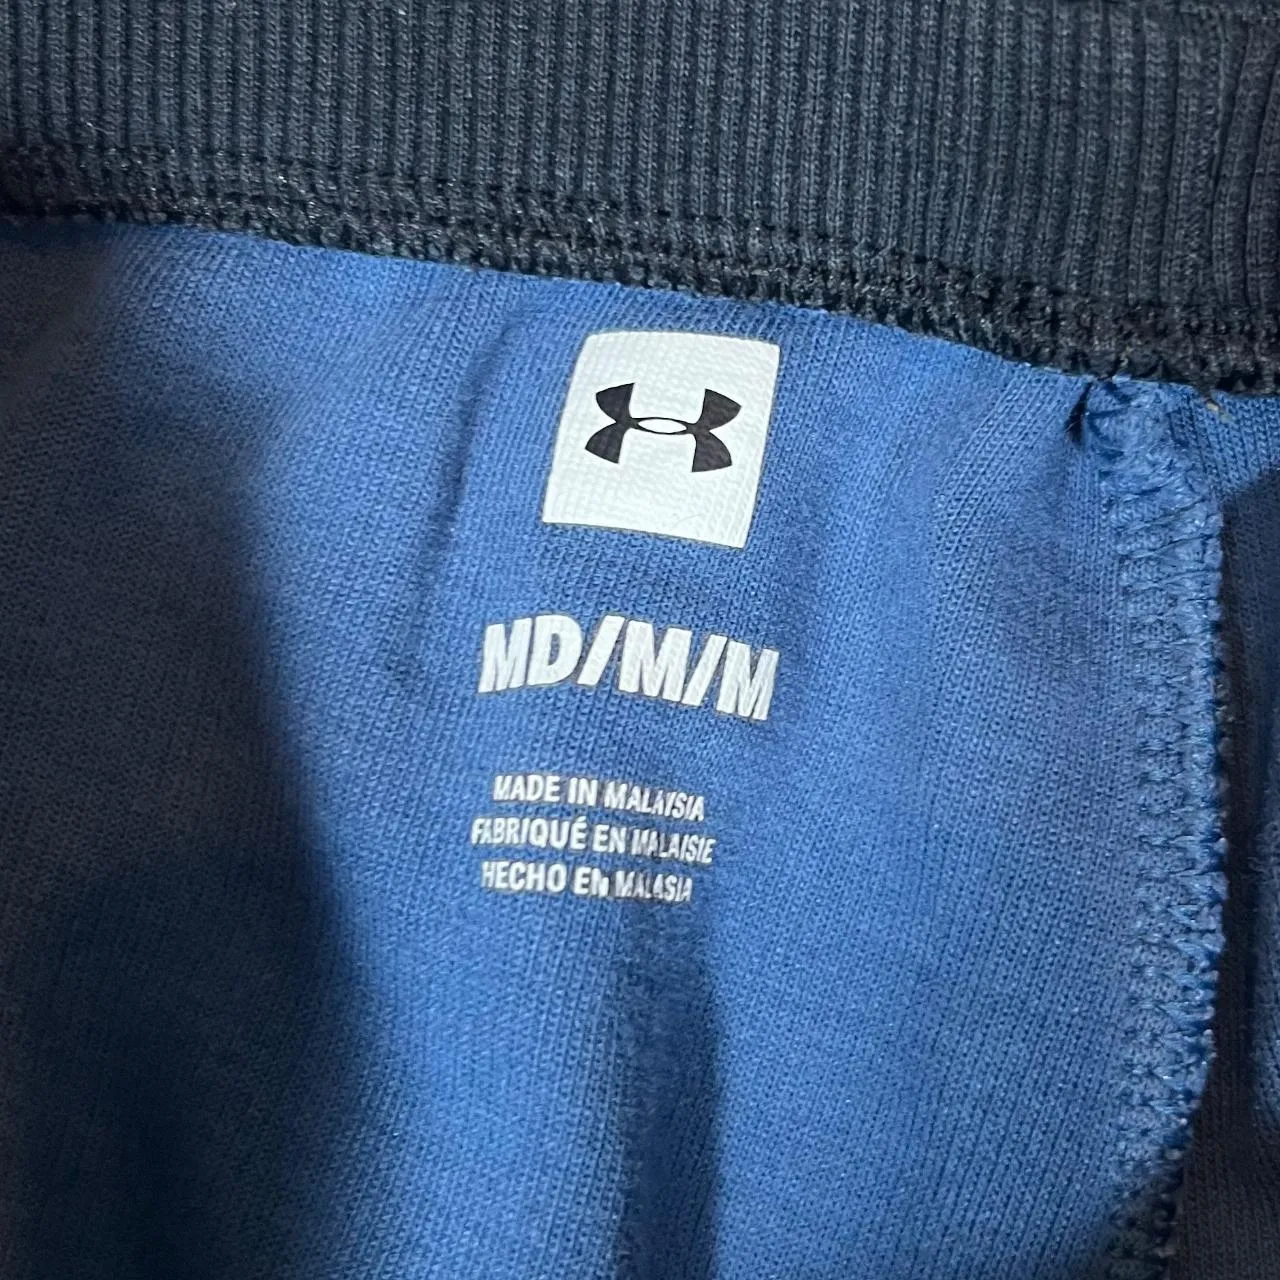 MD/M/M
MADE IN MALAYSIA
FABRIQUÉ EN MALAISIE
HECHO EN MALASIA